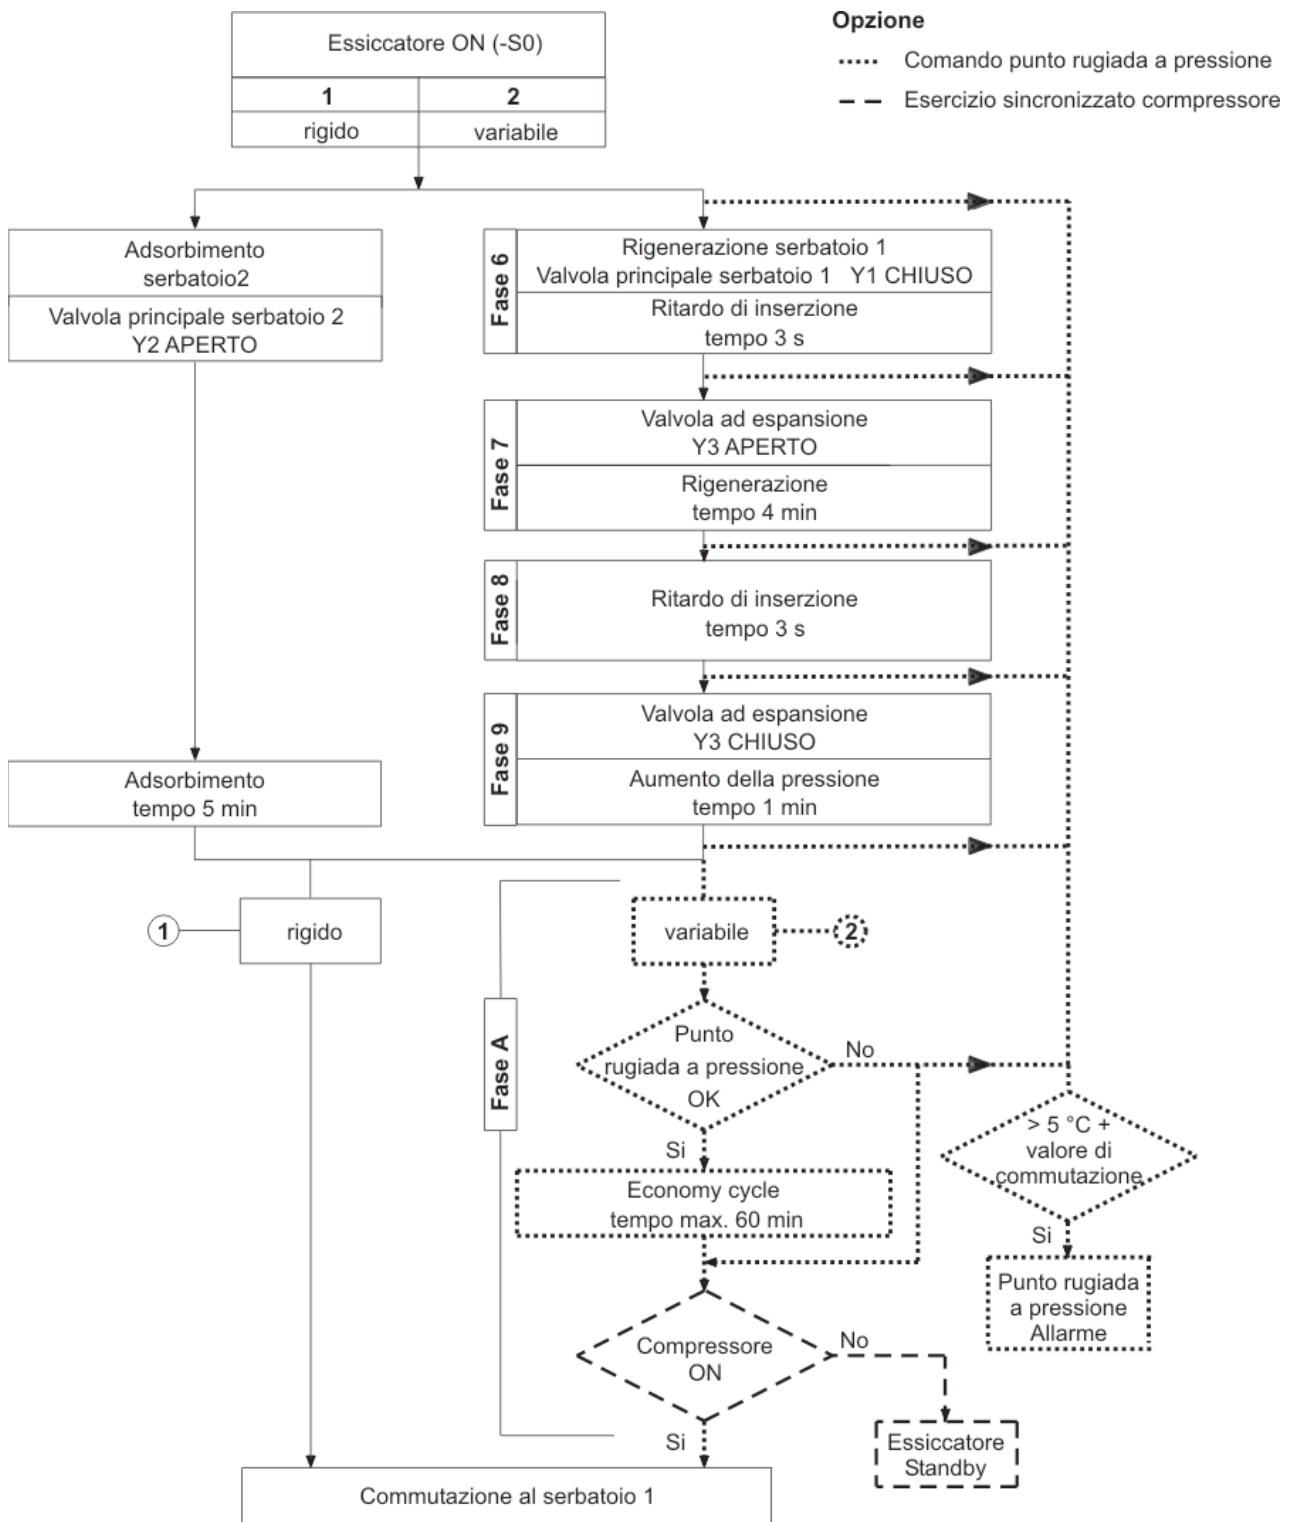 Opzione
Comando punto rugiada a pressione
Esercizio sincronizzato cormpressore
Essiccatore ON (-S0)
1
2
rigido
variabile
Adsorbimento
serbatoio2
Valvola principale serbatoio 2
Y2 APERTO
Fase 6
Rigenerazione serbatoio 1
Valvola principale serbatoio 1 Y1 CHIUSO
Ritardo di inserzione
tempo 3 s
Fase 7
Valvola ad espansione
Y3 APERTO
Rigenerazione
tempo 4 min
Fase 8
Ritardo di inserzione
tempo 3 s
Fase 9
Valvola ad espansione
Y3 CHIUSO
Aumento della pressione
tempo 1 min
Adsorbimento
tempo 5 min
1
rigido
variabile
2
Fase A
Punto
rugiada a pressione
OK
No
Si
> 5 °C +
valore di
commutazione
Si
Economy cycle
tempo max. 60 min
Punto rugiada
a pressione
Allarme
Compressore
ON
No
Si
Essiccatore
Standby
Commutazione al serbatoio 1